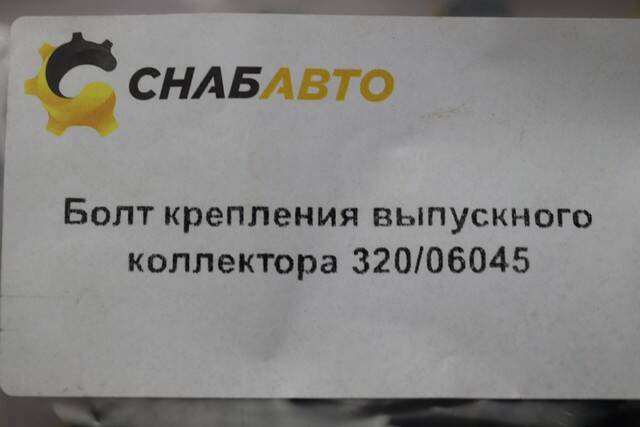 СНАБАВТО
Болт крепления выпускного
коллектора 320/06045